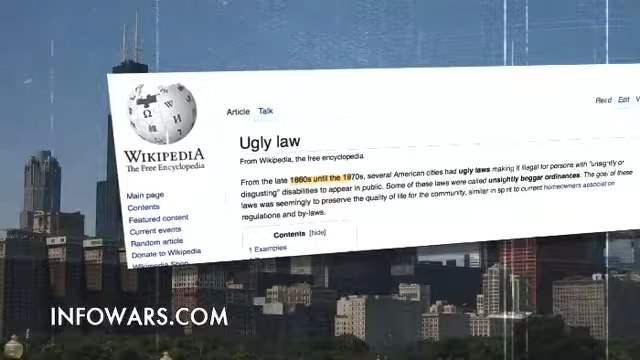 Article Talk
Read Edit V
WIKIPEDIA
The Free Encyclopedia
Ugly law
From Wikipedia, the free encyclopedia
From the late 1860s until the 1970s, several American cities had ugly laws making it illegal for persons with "unsightly or
disgusting" disabilities to appear in public. Some of these laws were called unsightly beggar ordinances. The goal of these
laws was seemingly to preserve the quality of life for the community, similar in spirit to current homeowners association
regulations and by-laws.
Contents [hide]
1 Examples
Main page
Contents
Featured content
Current events
Random article
Donate to Wikipedia
Wikimedia Shop
INFOWARS.COM